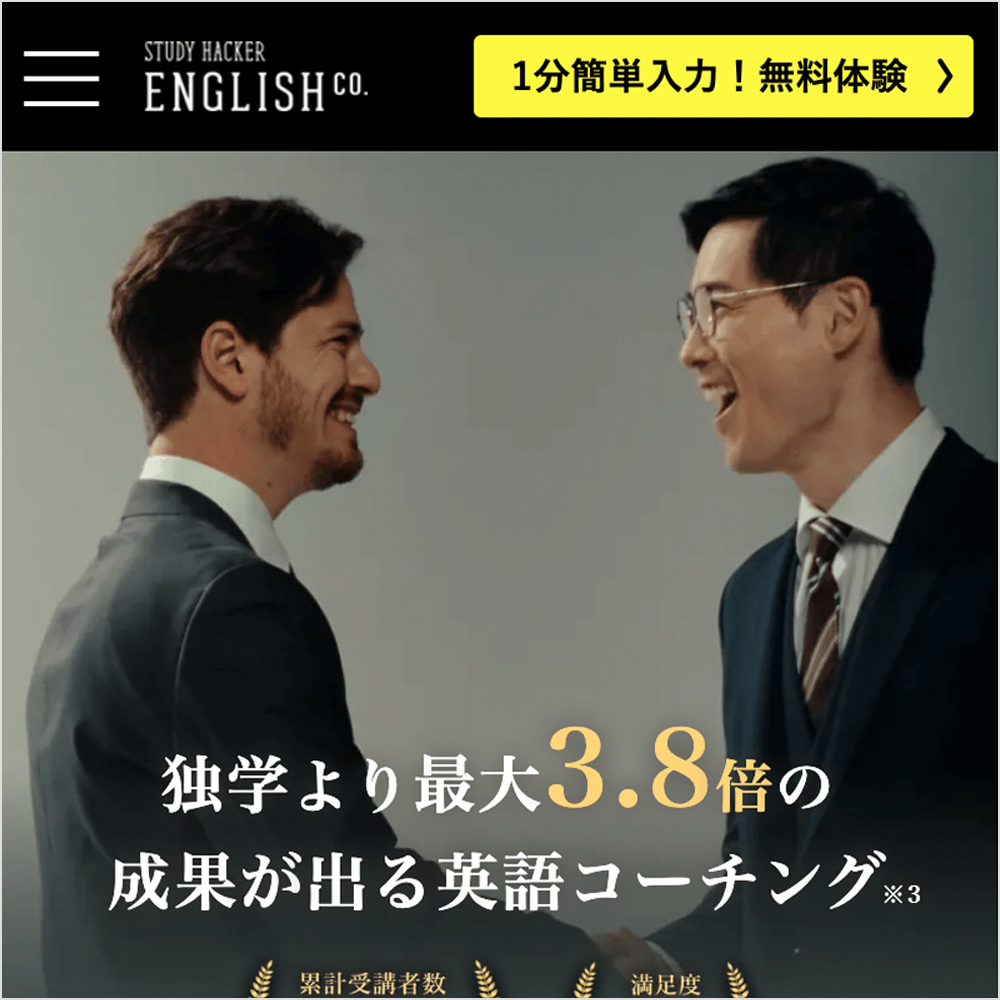 STUDY HACKER
ENGLISH CO.
1分簡単入力！無料体験
独学より最大3.8倍の
成果が出る英語コーチング※3
累計受講者数 満足度